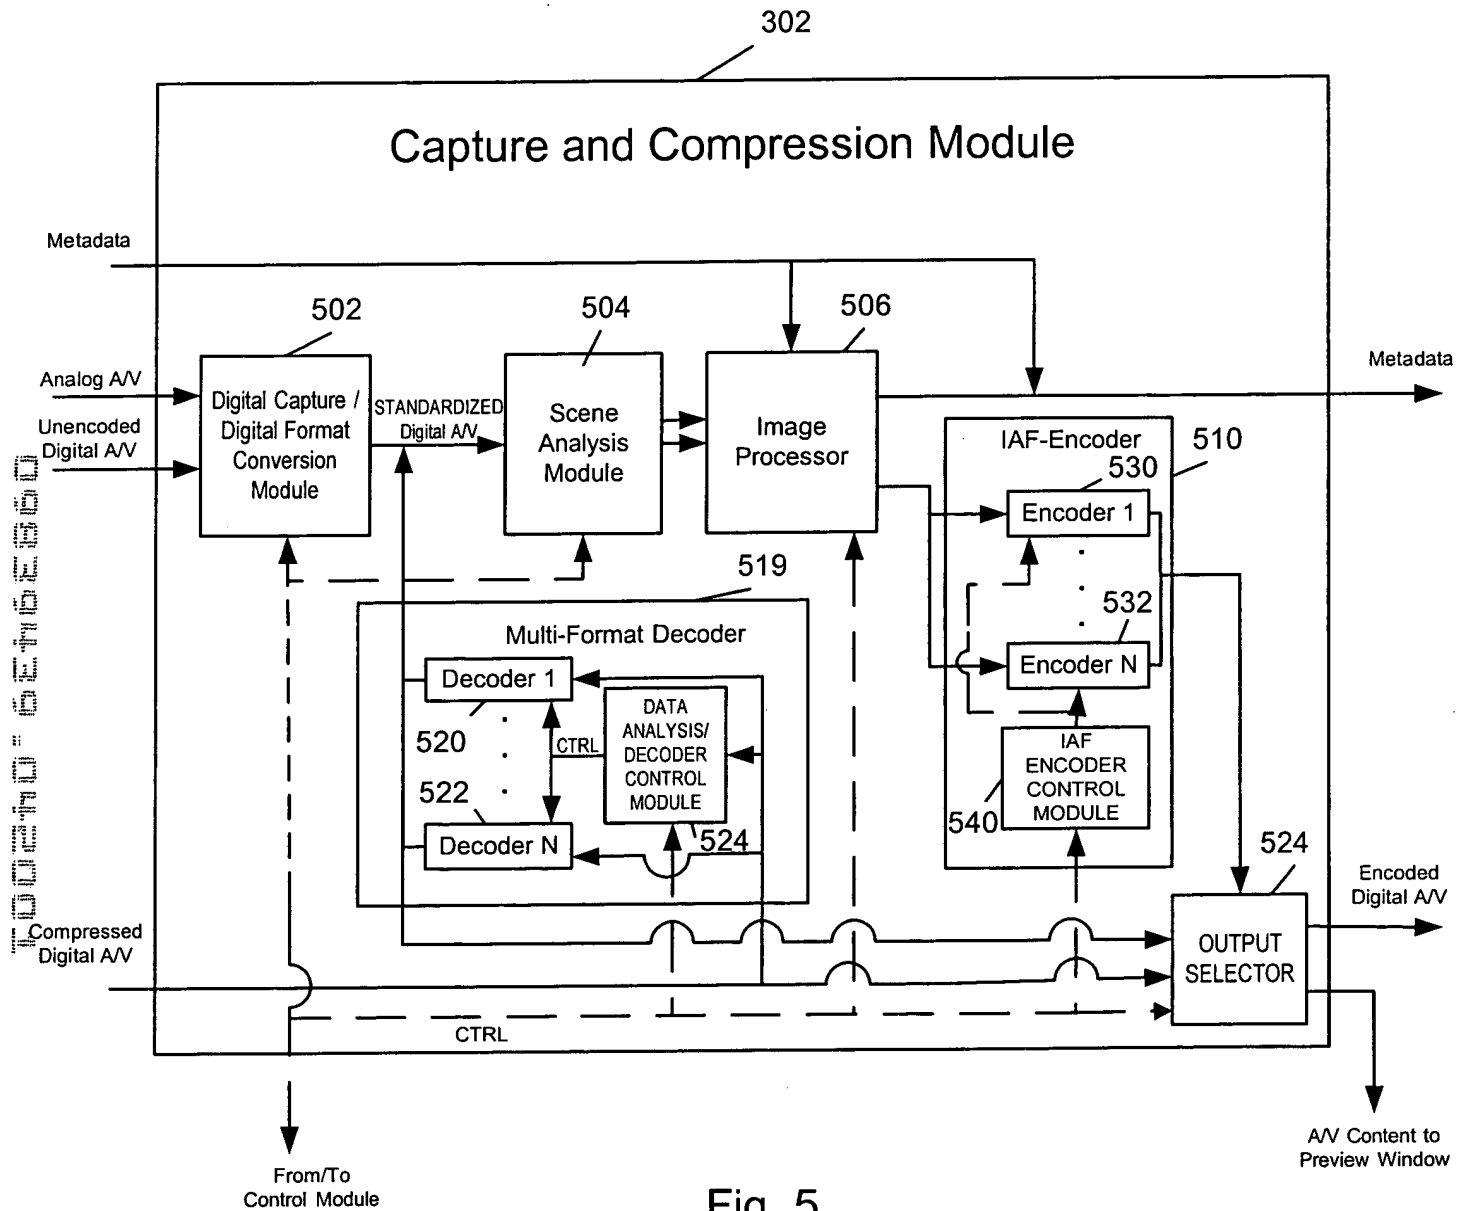 302
Capture and Compression Module
Metadata
502
504
506
Metadata
Analog A/V
Unencoded
Digital A/V
Digital Capture /
Digital Format
Conversion
Module
STANDARDIZED
Digital A/V
Scene
Analysis
Module
Image
Processor
IAF-Encoder
510
530
Encoder 1
532
Encoder N
IAF
ENCODER
CONTROL
MODULE
540
519
Multi-Format Decoder
Decoder 1
520
DATA
ANALYSIS/
DECODER
CONTROL
MODULE
CTRL
522
Decoder N
524
524
OUTPUT
SELECTOR
Encoded
Digital A/V
Compressed
Digital A/V
CTRL
From/To
Control Module
A/V Content to
Preview Window
Fig. 5